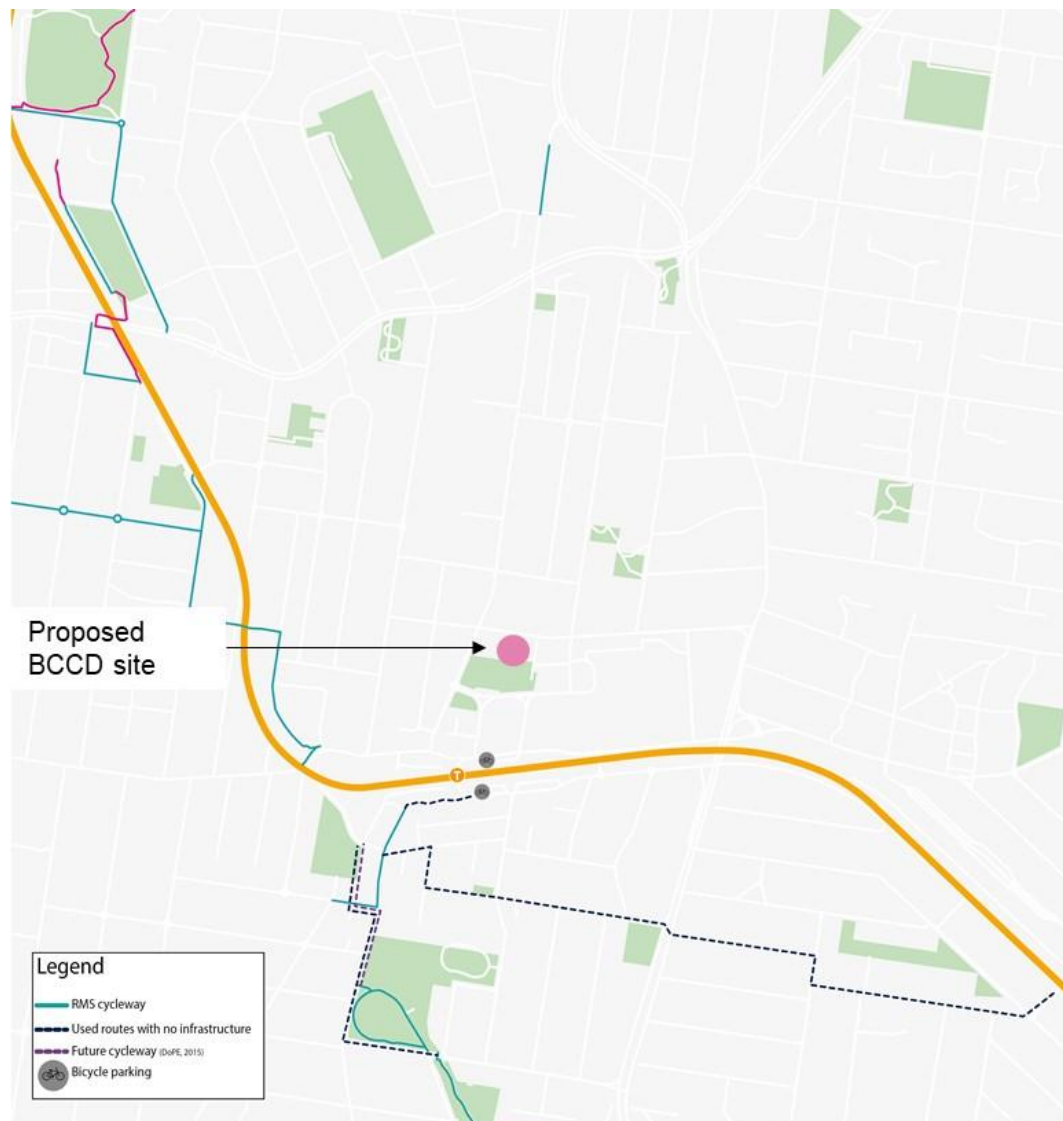 Proposed
BCCD site
T
Legend
RMS cycleway
Used routes with no infrastructure
Future cycleway (DoPE, 2015)
Bicycle parking